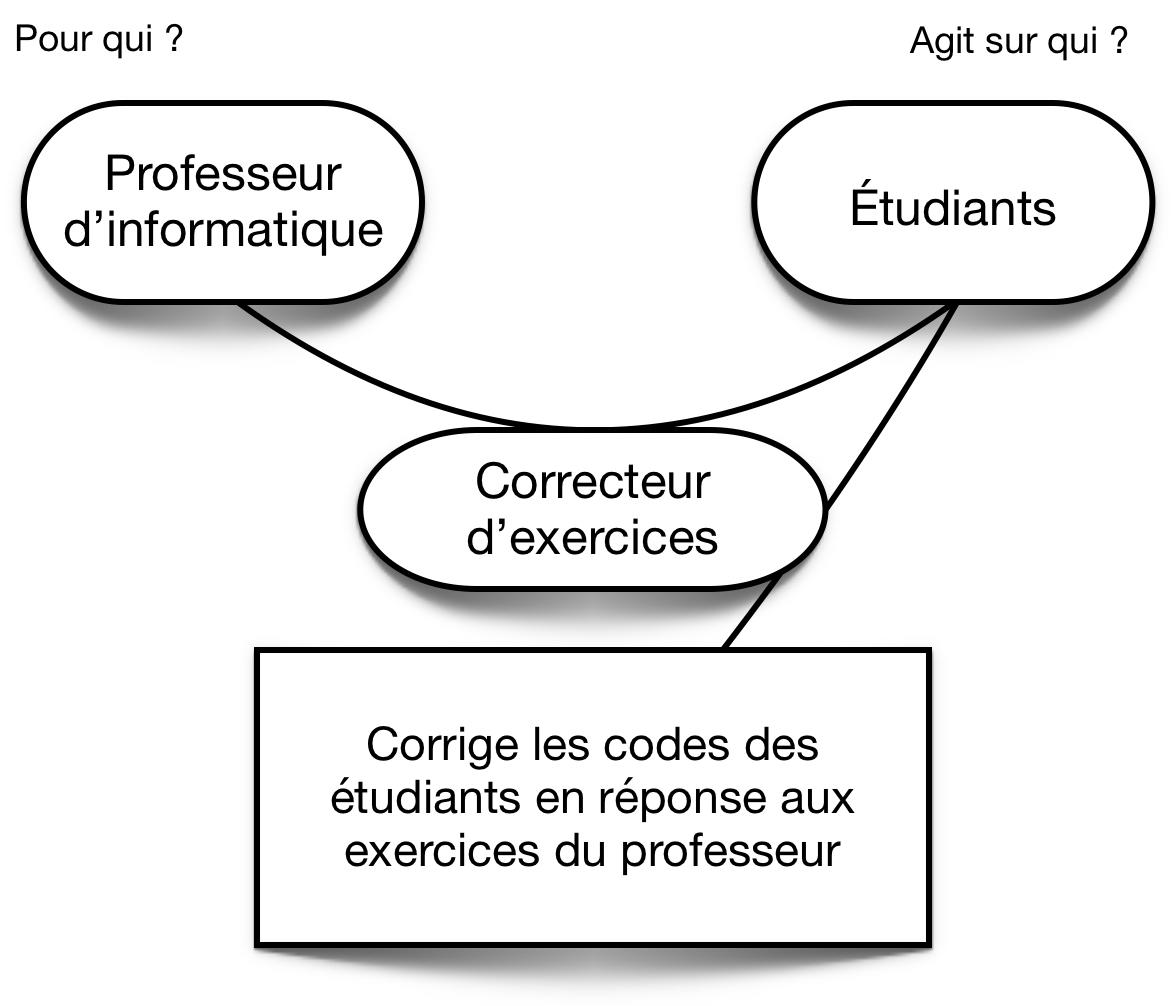 Pour qui ?
Agit sur qui ?
Professeur
d’informatique
Étudiants
Correcteur
d’exercices
Corrige les codes des
étudiants en réponse aux
exercices du professeur